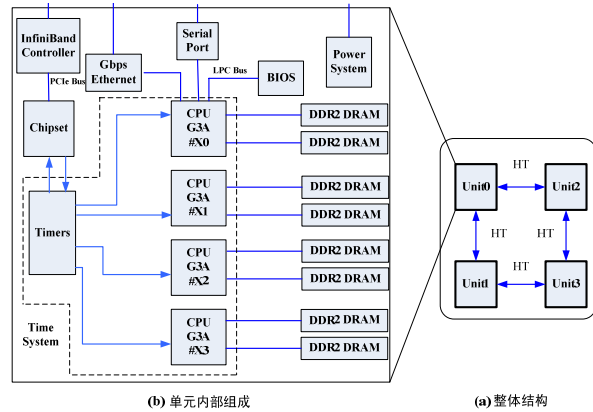 InfiniBand
Controller
Gbps
Ethernet
Serial
Port
Power
System
PCIe Bus
LPC Bus
BIOS
Chipset
Timers
Time
System
CPU
G3A
#X0
CPU
G3A
#X1
CPU
G3A
#X2
CPU
G3A
#X3
DDR2 DRAM
DDR2 DRAM
DDR2 DRAM
DDR2 DRAM
DDR2 DRAM
DDR2 DRAM
DDR2 DRAM
DDR2 DRAM
Unit0
HT
Unit2
HT
HT
Unit1
HT
Unit3
(b) 单元内部组成
(a) 整体结构